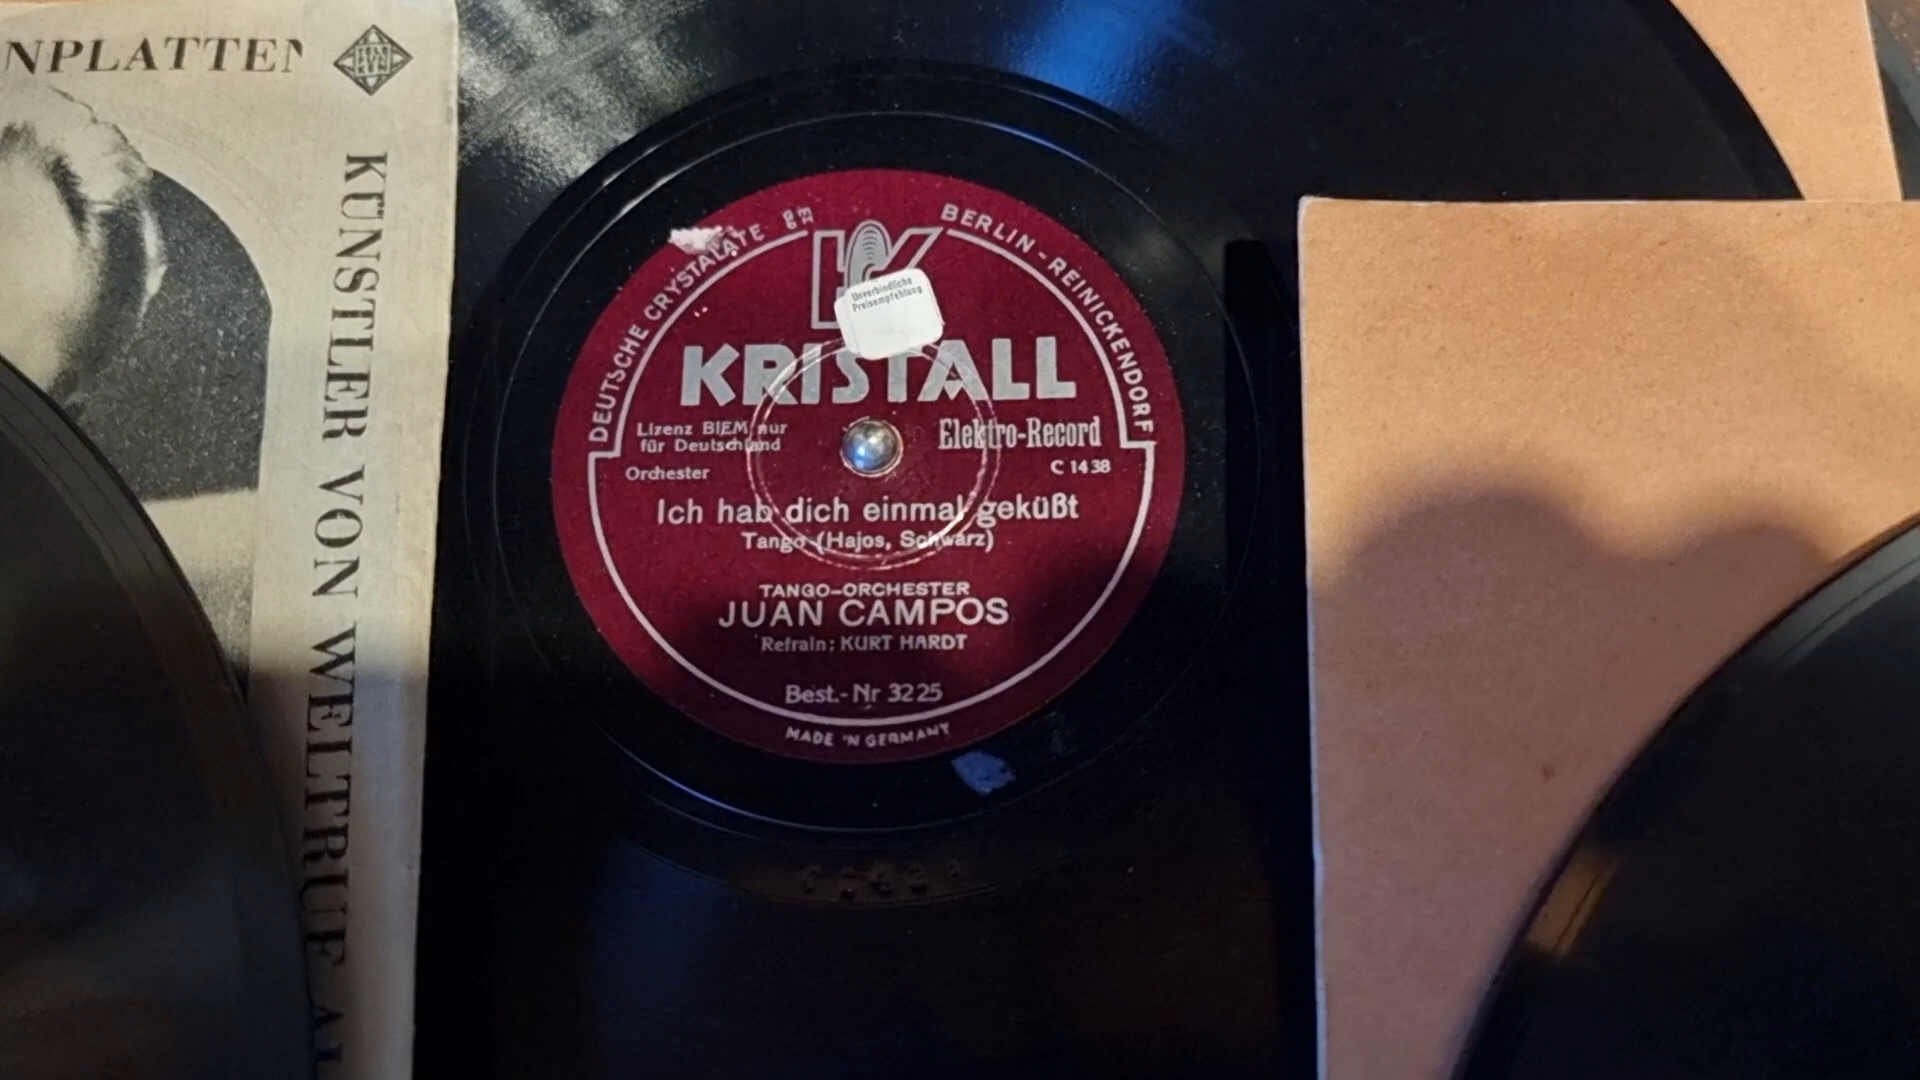 NPLATTEN
KÜNSTLER VON WELTRUF
DEUTSCHE CRYSTALATE
BERLIN-REINICKENDORF
Unverbindliche
Preisempfehlung
KRISTALL
Lizenz BIEM nur
für Deutschland
Elektro-Record
Orchester
C 1438
Ich hab dich einmal geküßt
Tango (Hajos, Schwarz)
TANGO-ORCHESTER
JUAN CAMPOS
Refrain: KURT HARDT
Best.-Nr 3225
MADE IN GERMANY